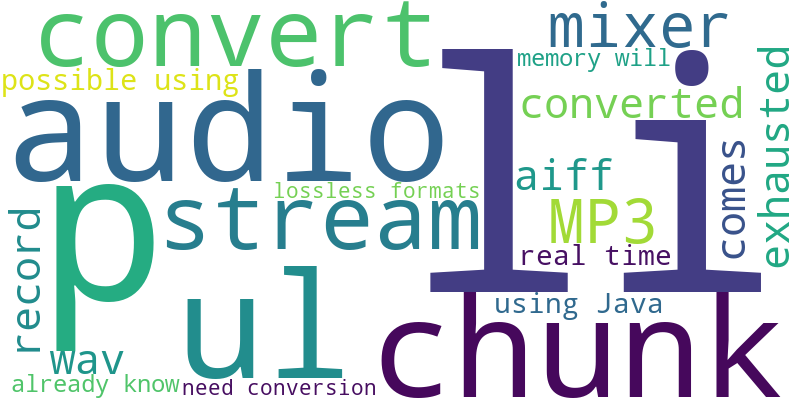 convert
mixer
memory will
possible using
audio
li
converted
exhausted
comes
aiff
p
stream
lossless formats
MP3
record
real time
ul
using Java
chunk
wav
already know
need conversion